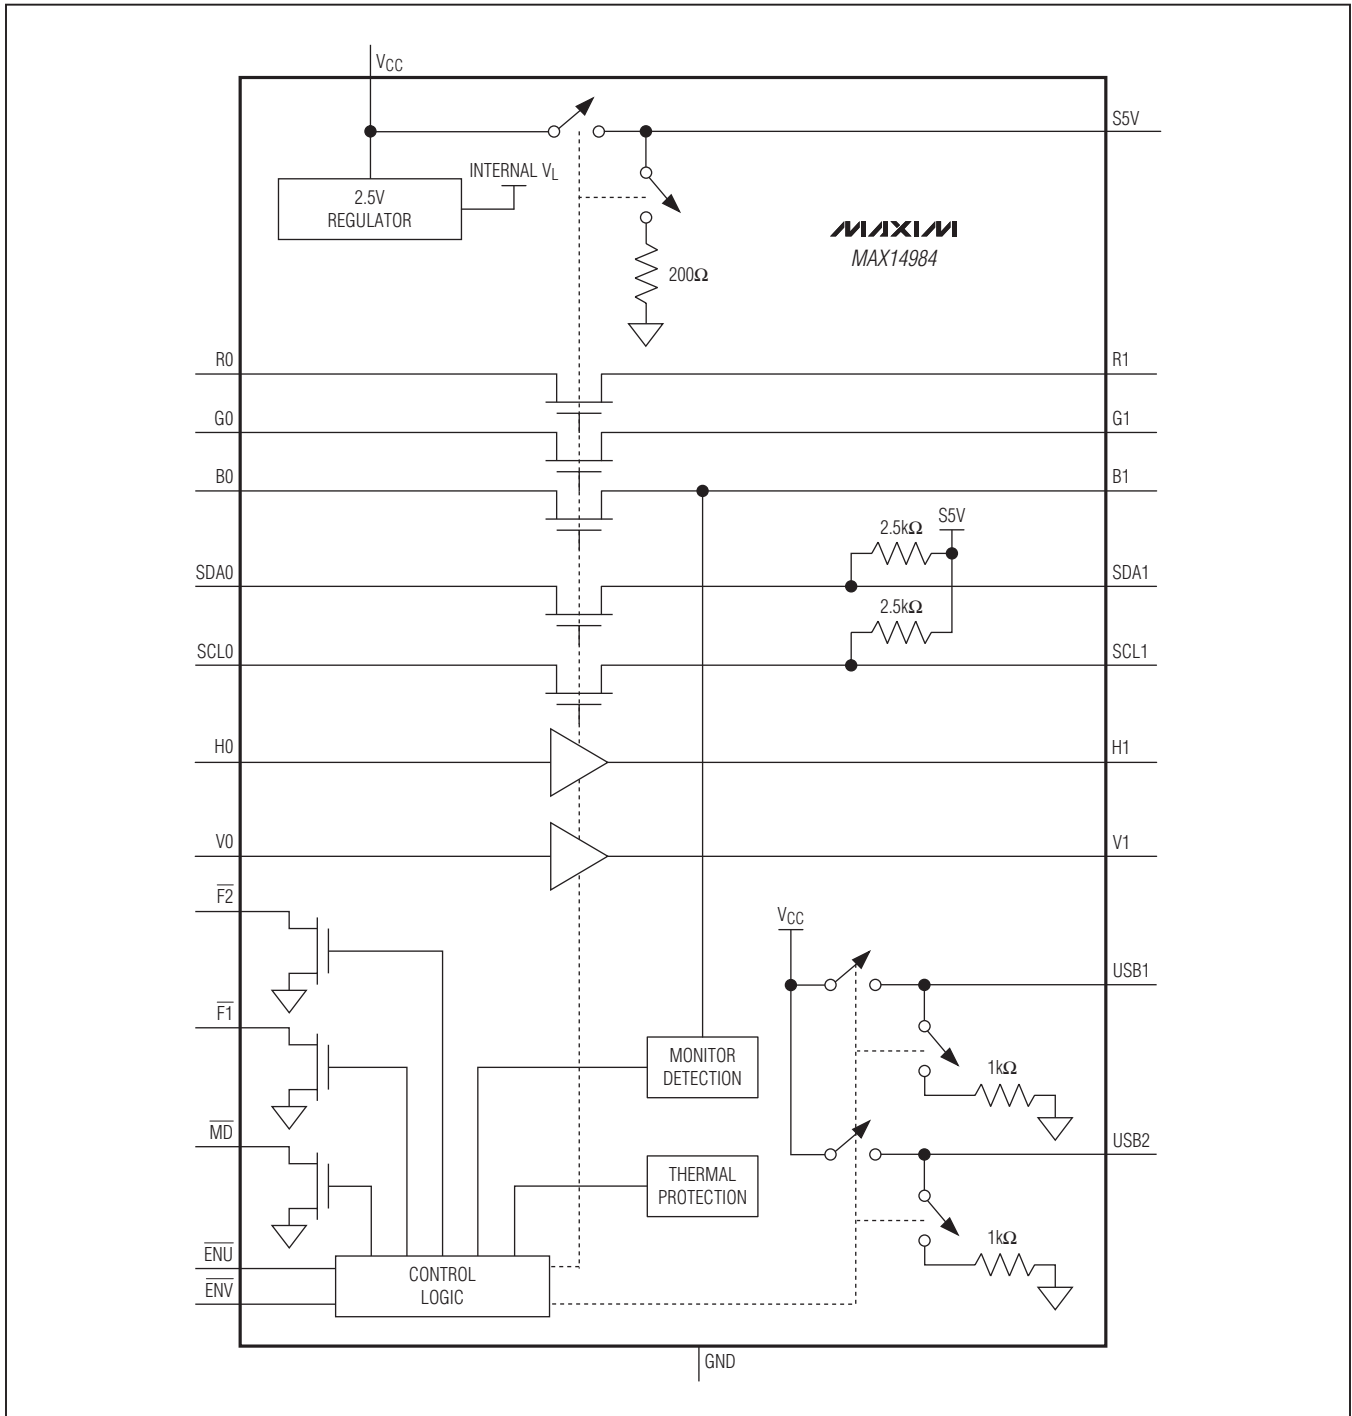 VCC
S5V
INTERNAL VL
2.5V
REGULATOR
MAXIM
MAX14984
200Ω
R0
R1
G0
G1
B0
B1
S5V
2.5kΩ
SDA0
SDA1
2.5kΩ
SCL0
SCL1
H0
H1
V0
V1
F2
VCC
USB1
F1
MONITOR
DETECTION
1kΩ
MD
USB2
THERMAL
PROTECTION
ENU
1kΩ
CONTROL
LOGIC
ENV
GND